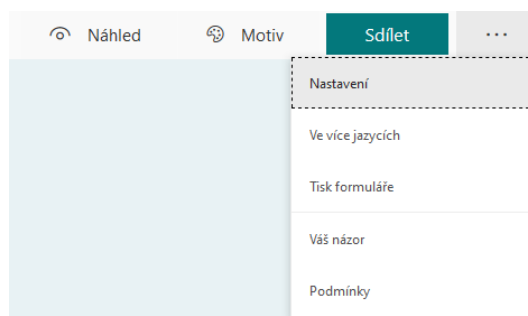 Náhled Motiv Sdílet ...
Nastavení
Ve více jazycích
Tisk formuláře
Váš názor
Podmínky